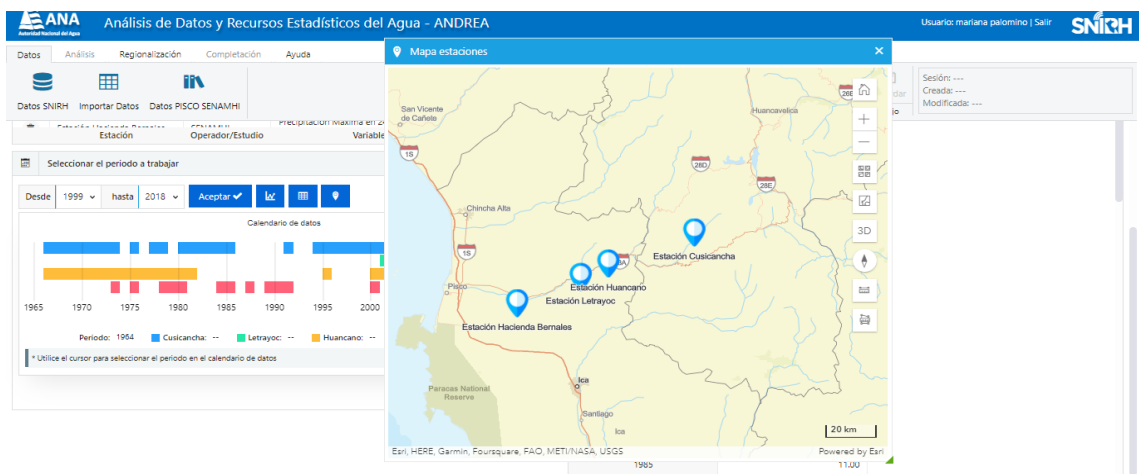 ANA
Autoridad Nacional del Agua
Análisis de Datos y Recursos Estadísticos del Agua - ANDREA
Usuario: mariana palomino | Salir
SNIRH
Datos
Análisis
Regionalización
Completación
Ayuda
Datos SNIRH
Importar Datos
Datos PISCO SENAMHI
Sesión: ---
Creada: ---
Modificada: ---
Estación
Operador/Estudio
Variable
Seleccionar el periodo a trabajar
Desde
1999
hasta
2018
Aceptar
Calendario de datos
1965
1970
1975
1980
1985
1990
1995
2000
Periodo: 1964
Cusicancha: --
Letrayoc: --
Huancano: --
* Utilice el cursor para seleccionar el periodo en el calendario de datos
Mapa estaciones
×
San Vicente
de Cañete
Huancavelica
1S
28D
28E
Chincha Alta
1S
Pisco
Estación Cusicancha
Estación Huancano
Estación Letrayoc
Estación Hacienda Bernales
Paracas National
Reserve
Ica
Santiago
Ica
3D
20 km
Esri, HERE, Garmin, Foursquare, FAO, METI/NASA, USGS
Powered by Esri
1985
11.00